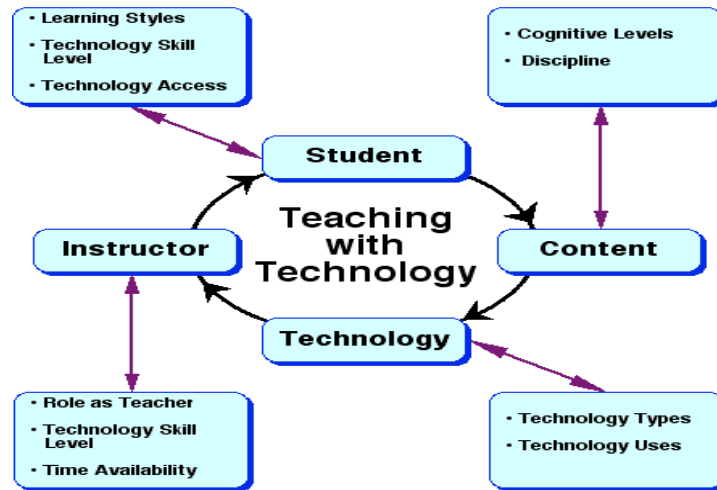 • Learning Styles
• Technology Skill
Level
• Technology Access
• Cognitive Levels
• Discipline
Student
Instructor
Teaching
with
Technology
Content
Technology
• Role as Teacher
• Technology Skill
Level
• Time Availability
• Technology Types
• Technology Uses